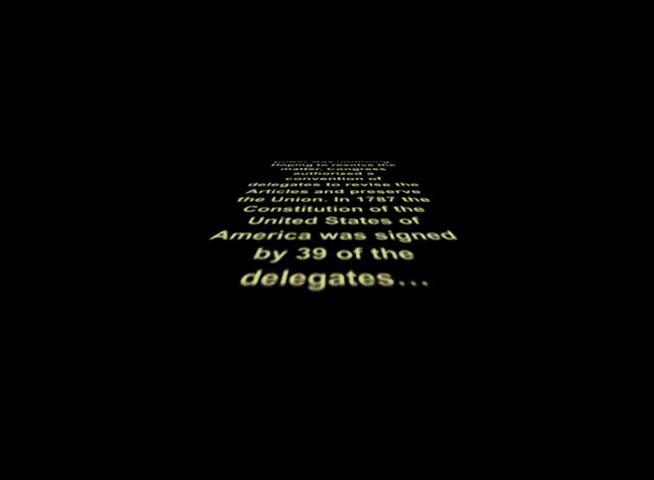 Hoping to resolve the
matter, Congress
authorized a
convention of
delegates to revise the
Articles and preserve
the Union. In 1787 the
Constitution of the
United States of
America was signed
by 39 of the
delegates...